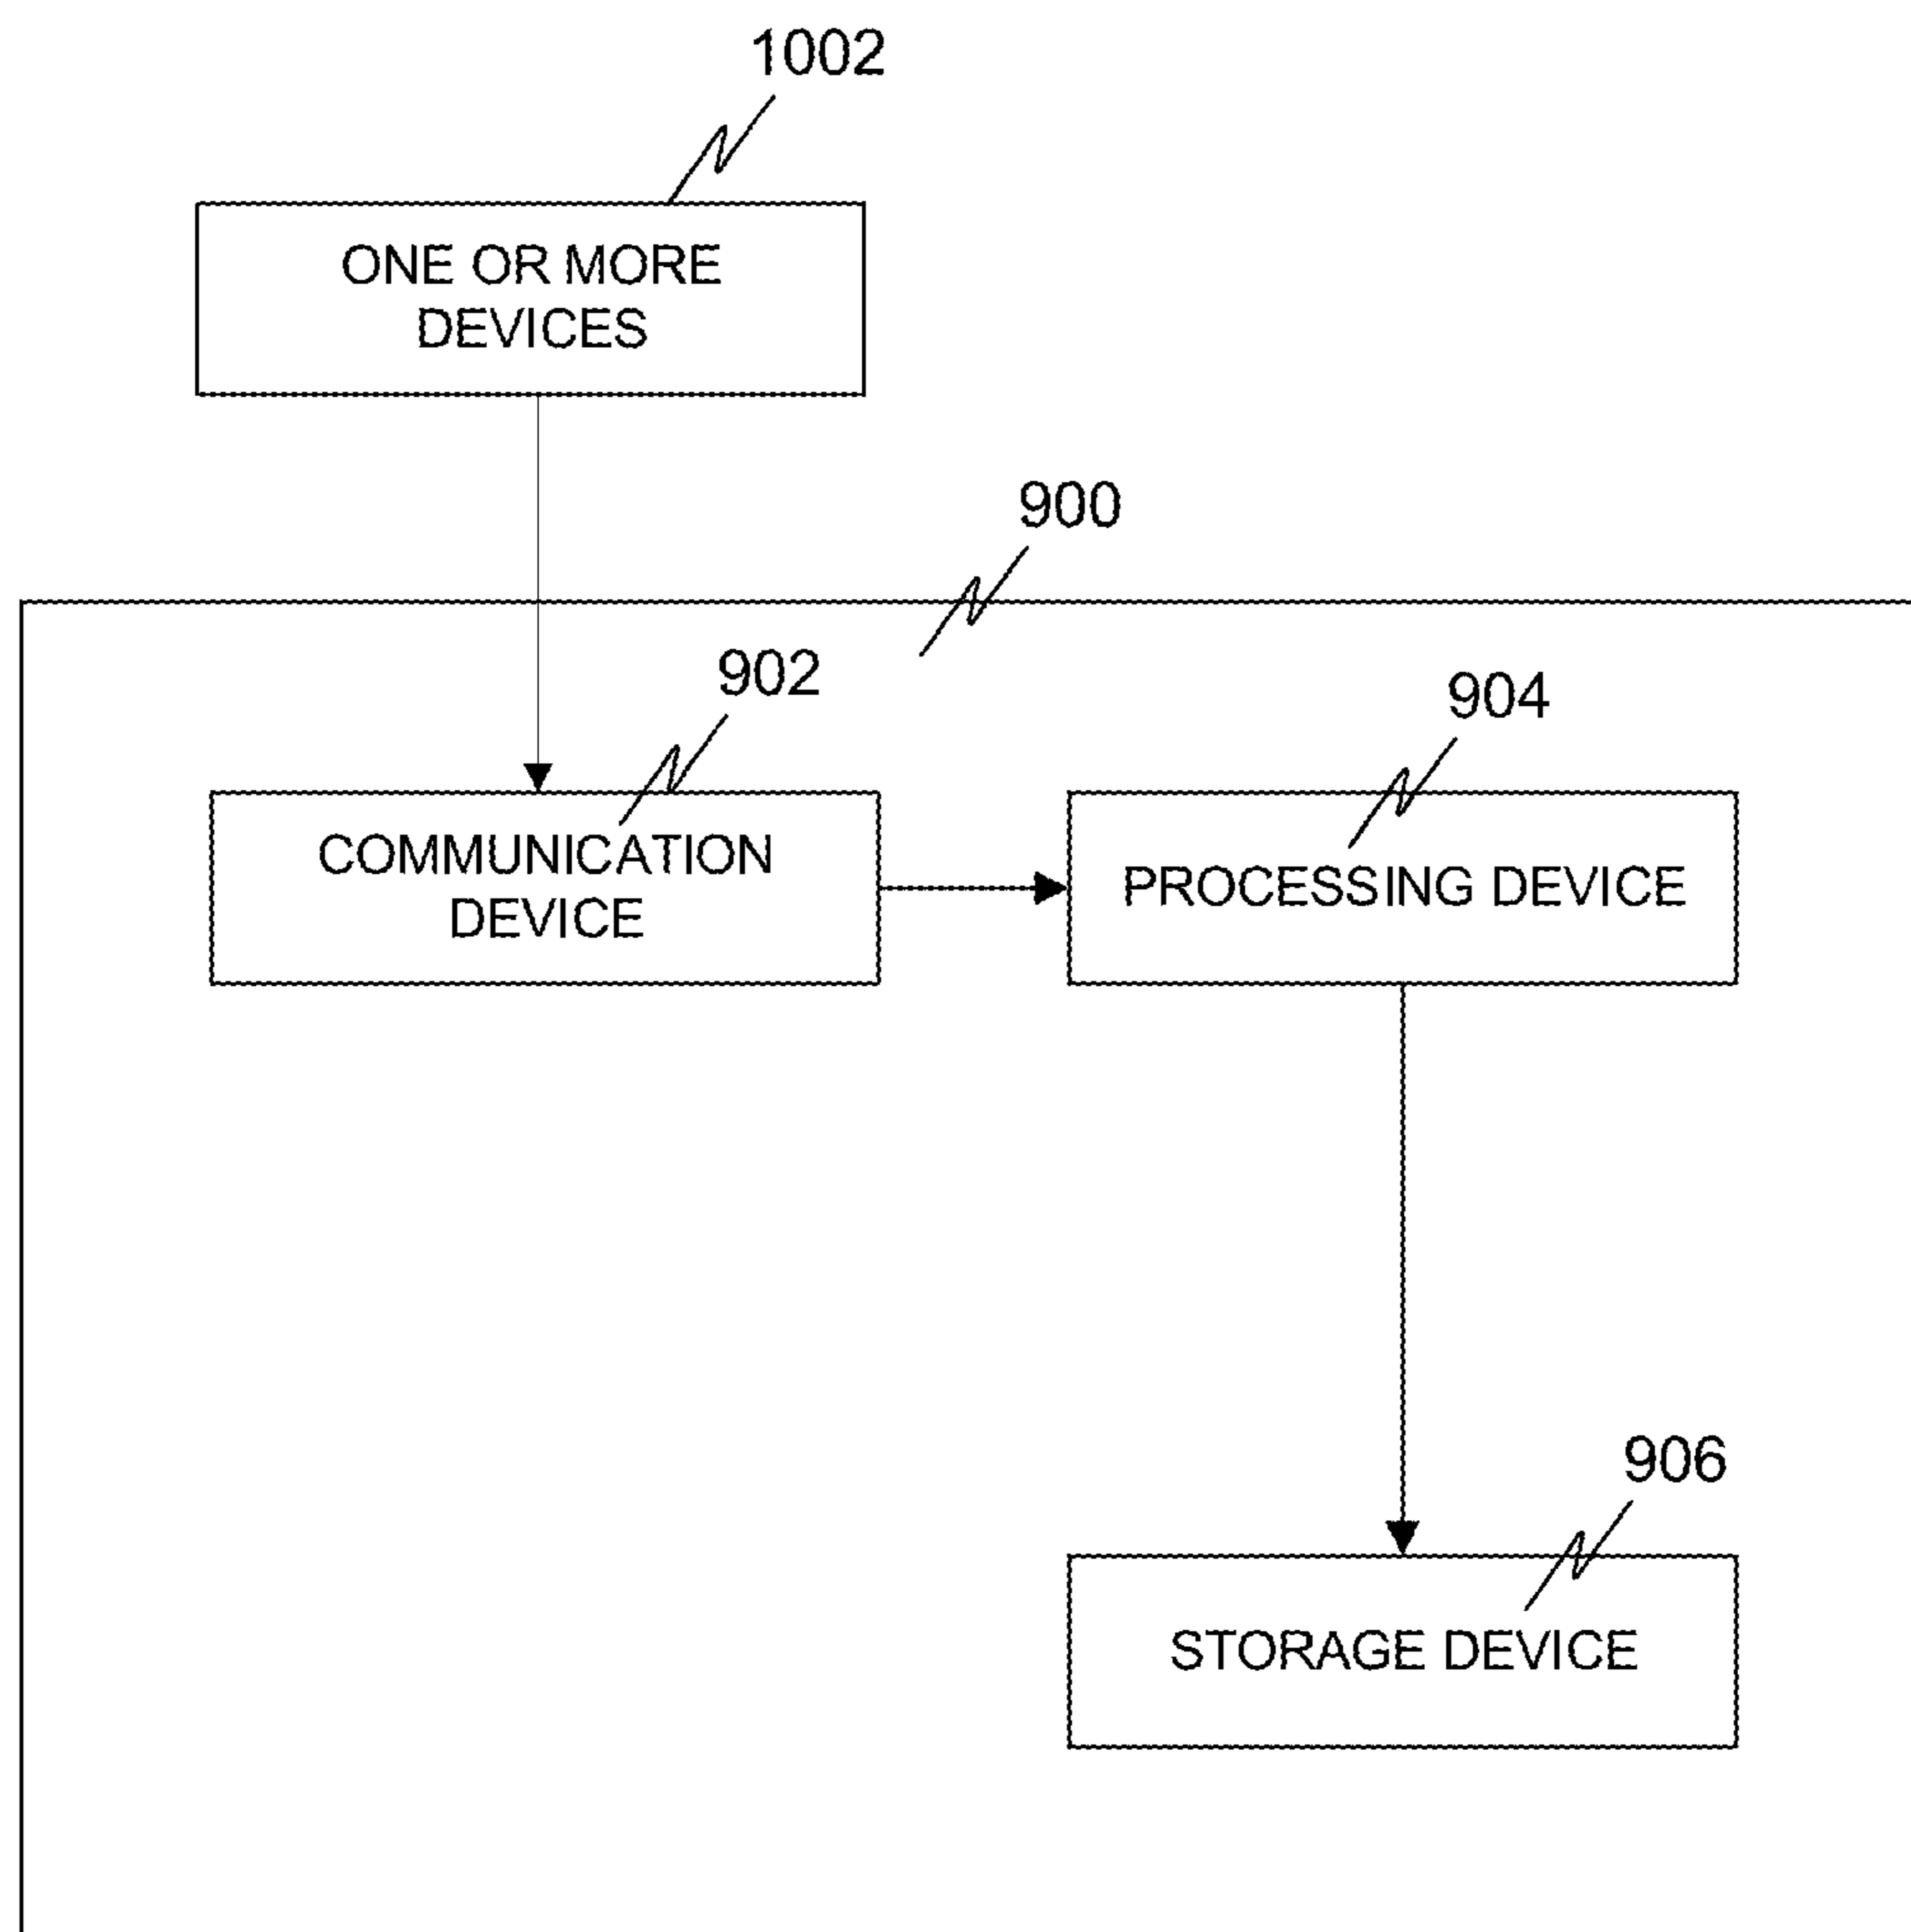 1002
ONE OR MORE
DEVICES
900
902
904
COMMUNICATION
DEVICE
PROCESSING DEVICE
906
STORAGE DEVICE